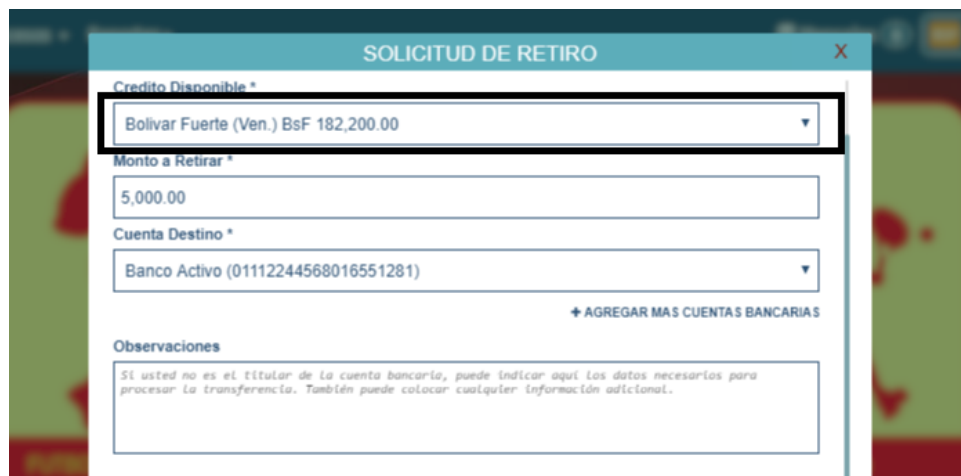 SOLICITUD DE RETIRO X
Credito Disponible *
Bolivar Fuerte (Ven.) BsF 182,200.00
Monto a Retirar *
5,000.00
Cuenta Destino *
Banco Activo (01112244568016551281)
+ AGREGAR MAS CUENTAS BANCARIAS
Observaciones
Si usted no es el titular de la cuenta bancaria, puede indicar aquí los datos necesarios para
procesar la transferencia. También puede colocar cualquier información adicional.